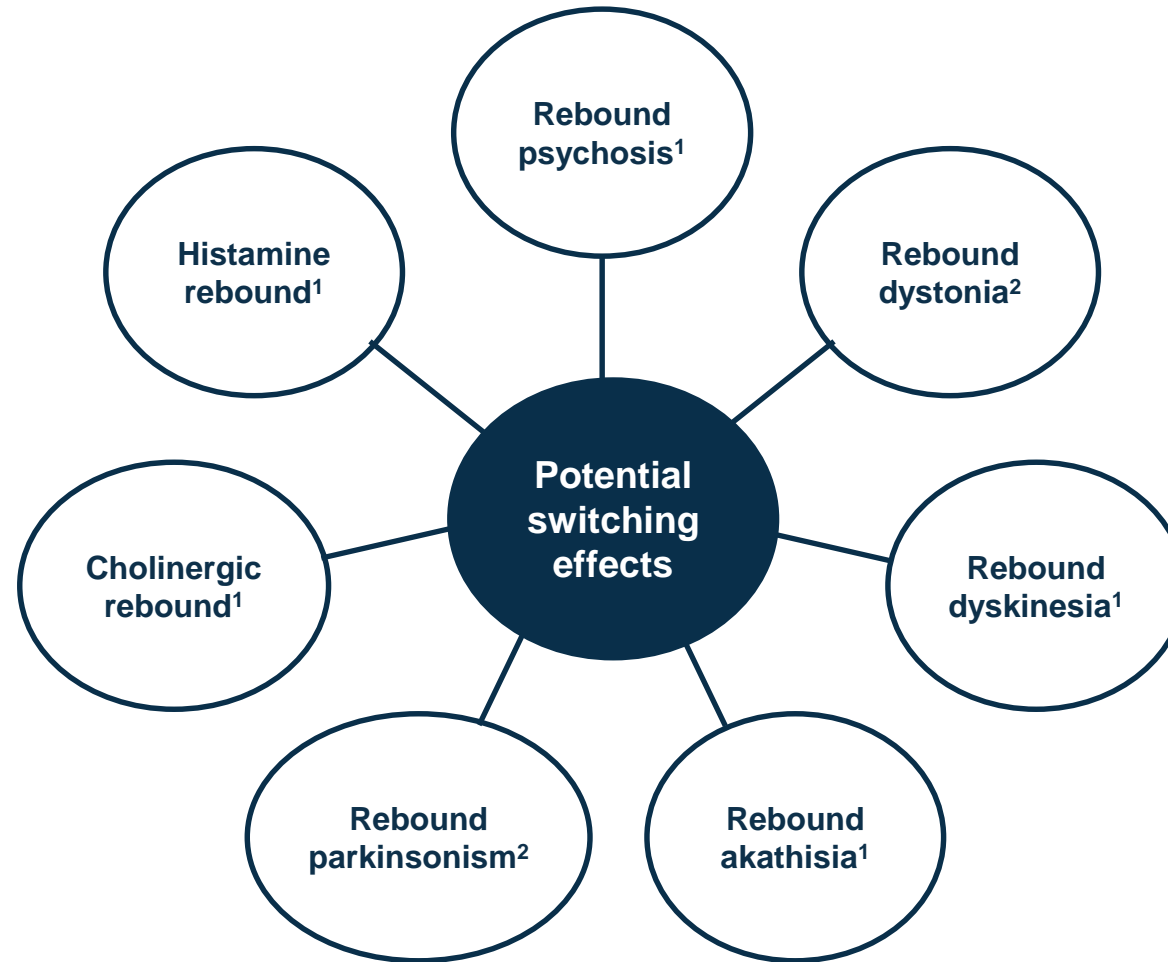 Rebound
psychosis¹
Histamine
rebound¹
Rebound
dystonia²
Potential
switching
effects
Cholinergic
rebound¹
Rebound
dyskinesia¹
Rebound
parkinsonism²
Rebound
akathisia¹